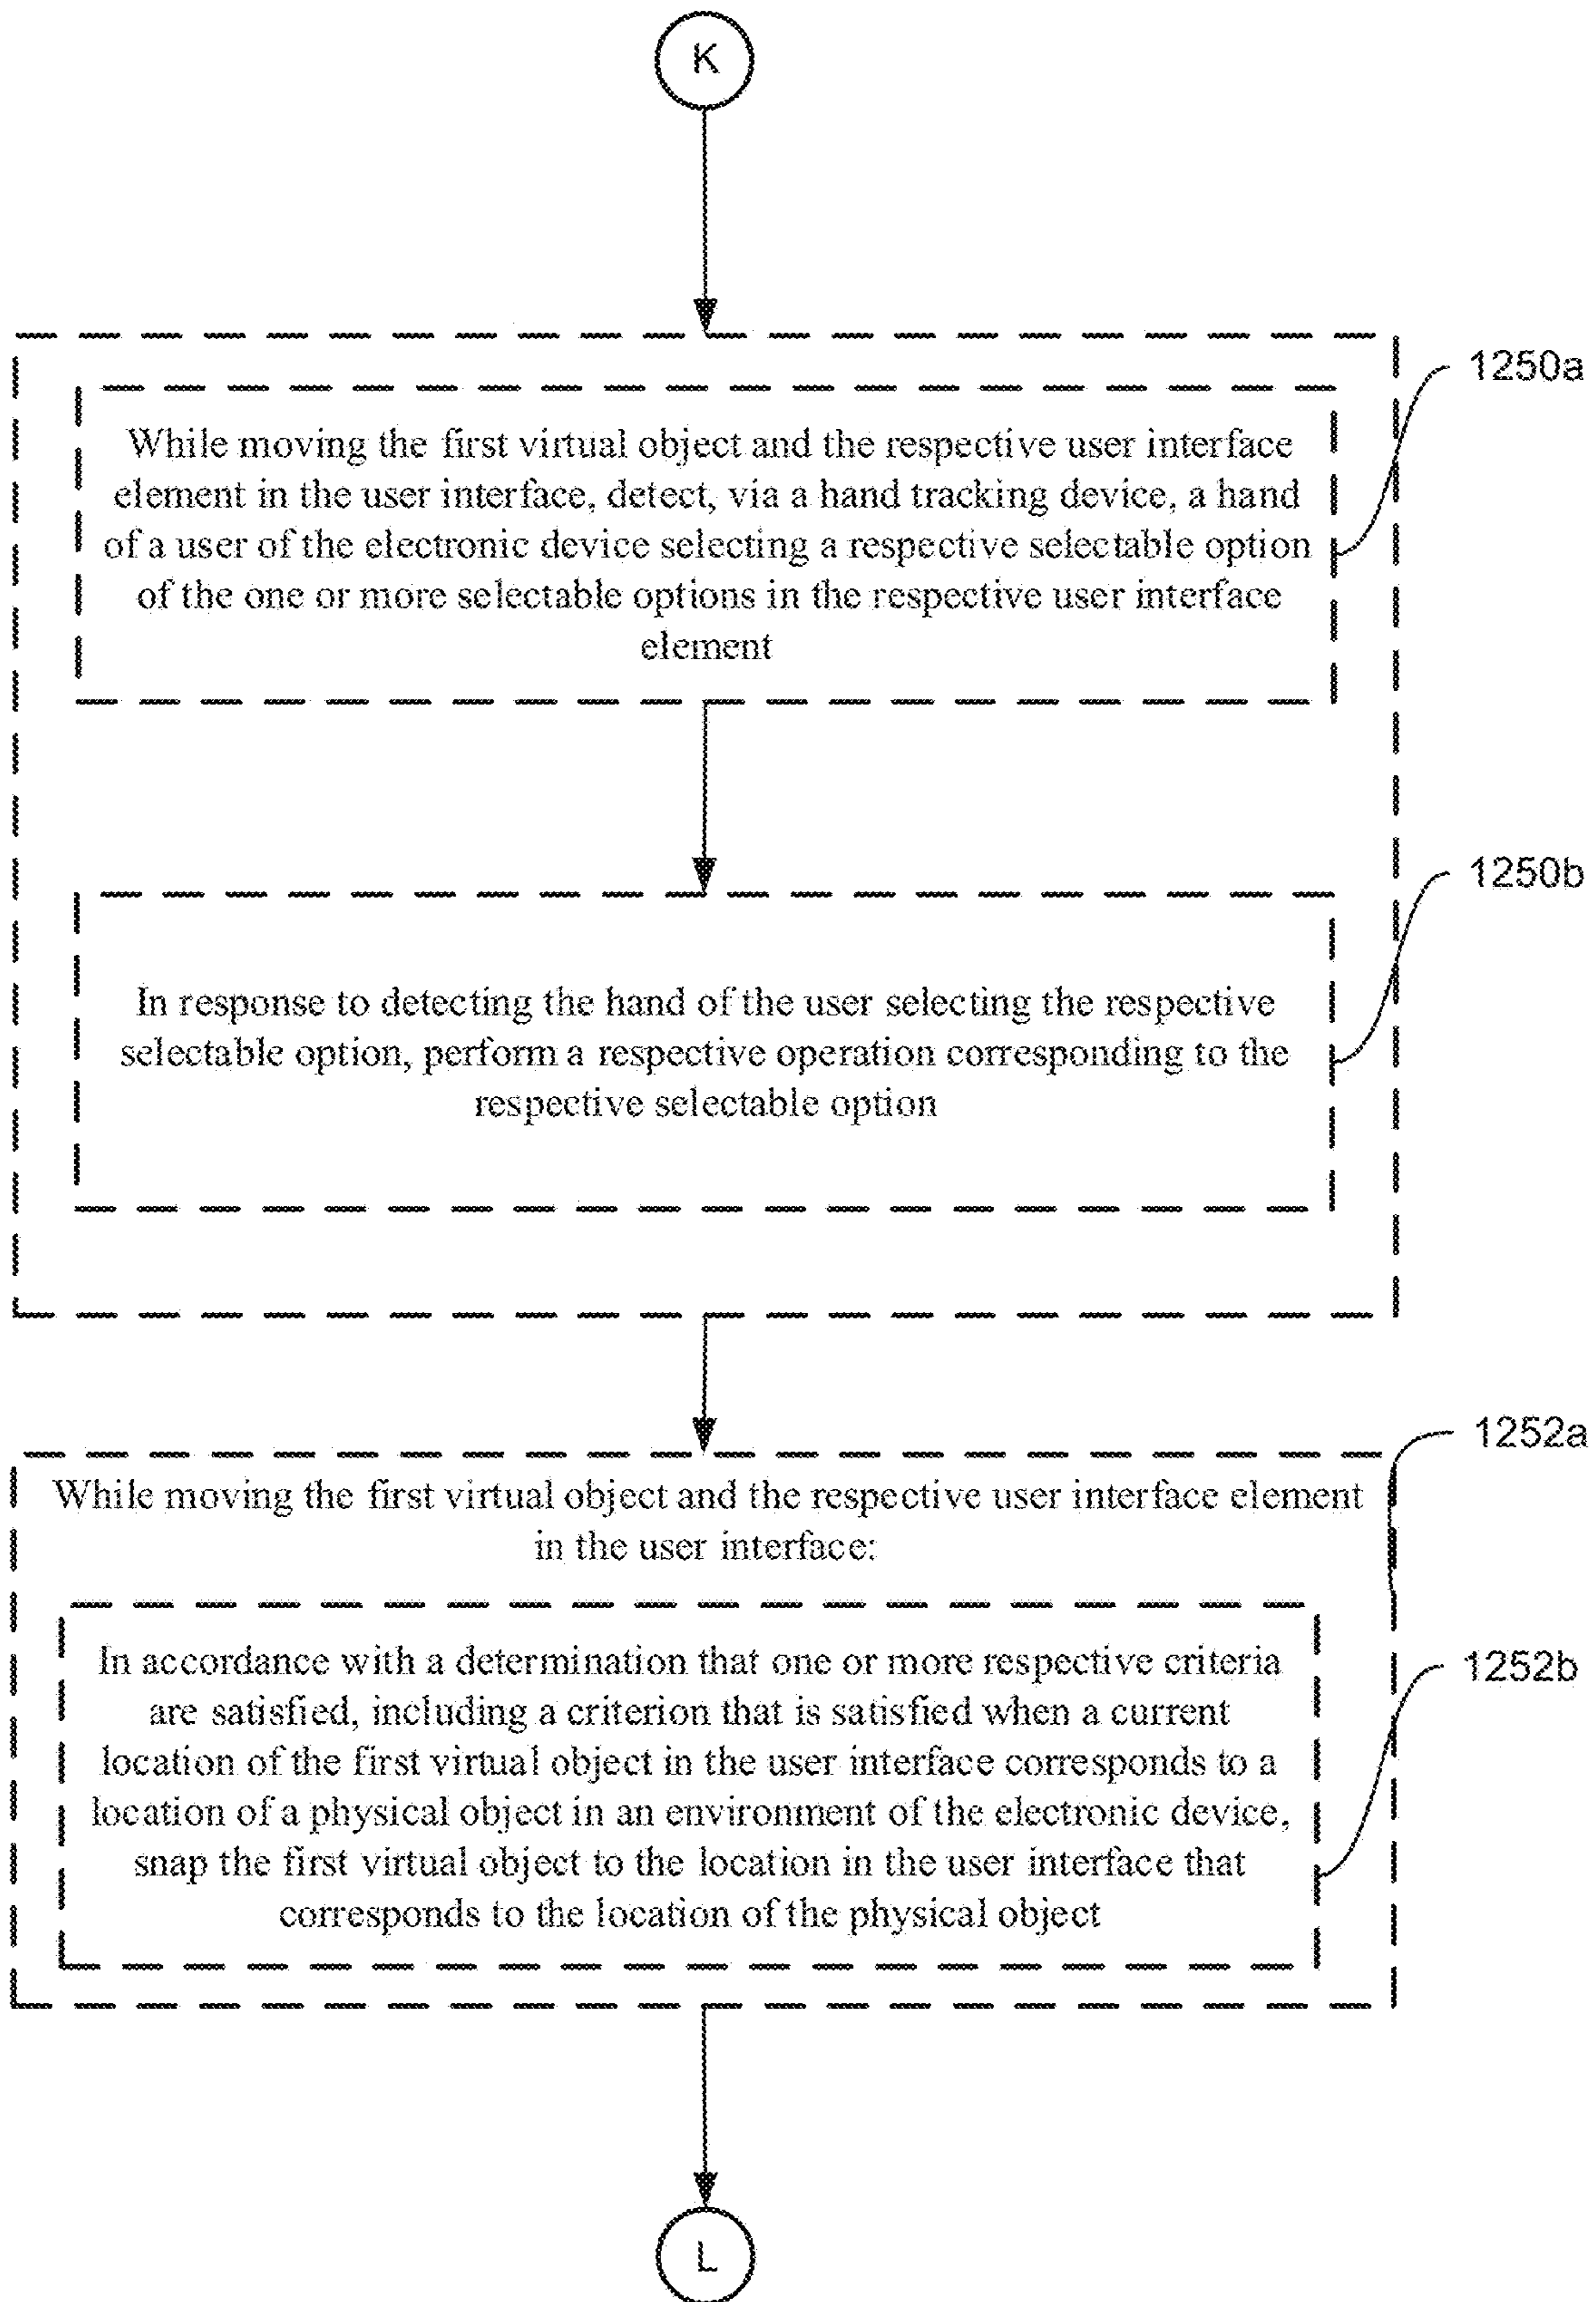 K
1250a
While moving the first virtual object and the respective user interface
element in the user interface, detect, via a hand tracking device, a hand
of a user of the electronic device selecting a respective selectable option
of the one or more selectable options in the respective user interface
element
1250b
In response to detecting the hand of the user selecting the respective
selectable option, perform a respective operation corresponding to the
respective selectable option
1252a
While moving the first virtual object and the respective user interface element
in the user interface:
1252b
In accordance with a determination that one or more respective criteria
are satisfied, including a criterion that is satisfied when a current
location of the first virtual object in the user interface corresponds to a
location of a physical object in an environment of the electronic device,
snap the first virtual object to the location in the user interface that
corresponds to the location of the physical object
L